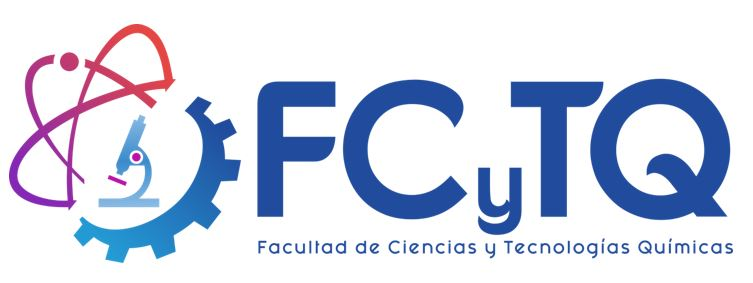 FCyTQ
Facultad de Ciencias y Tecnologías Químicas